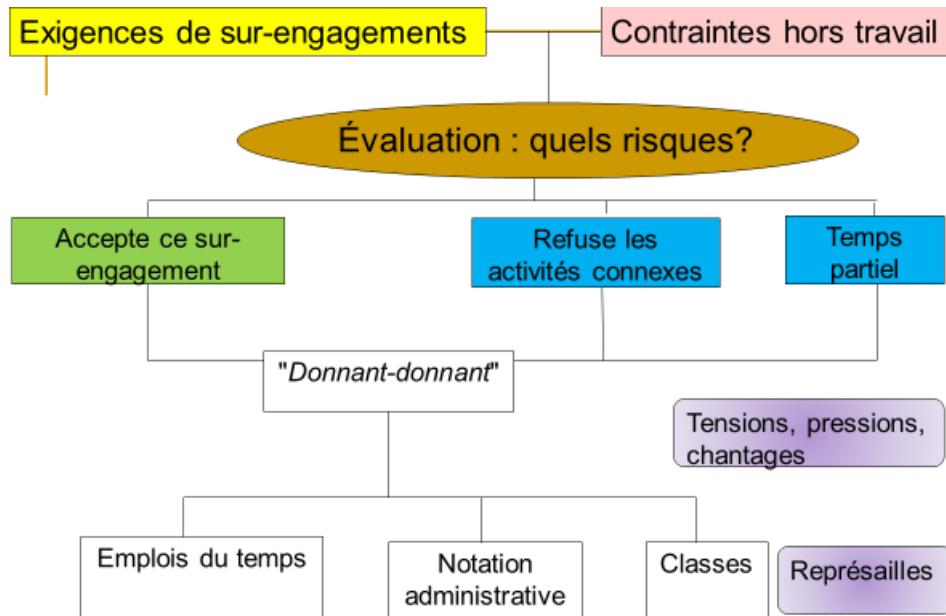 Exigences de sur-engagements
Contraintes hors travail
Évaluation : quels risques?
Accepte ce sur-
engagement
Refuse les
activités connexes
Temps
partiel
"Donnant-donnant"
Tensions, pressions,
chantages
Emplois du temps
Notation
administrative
Classes
Représailles